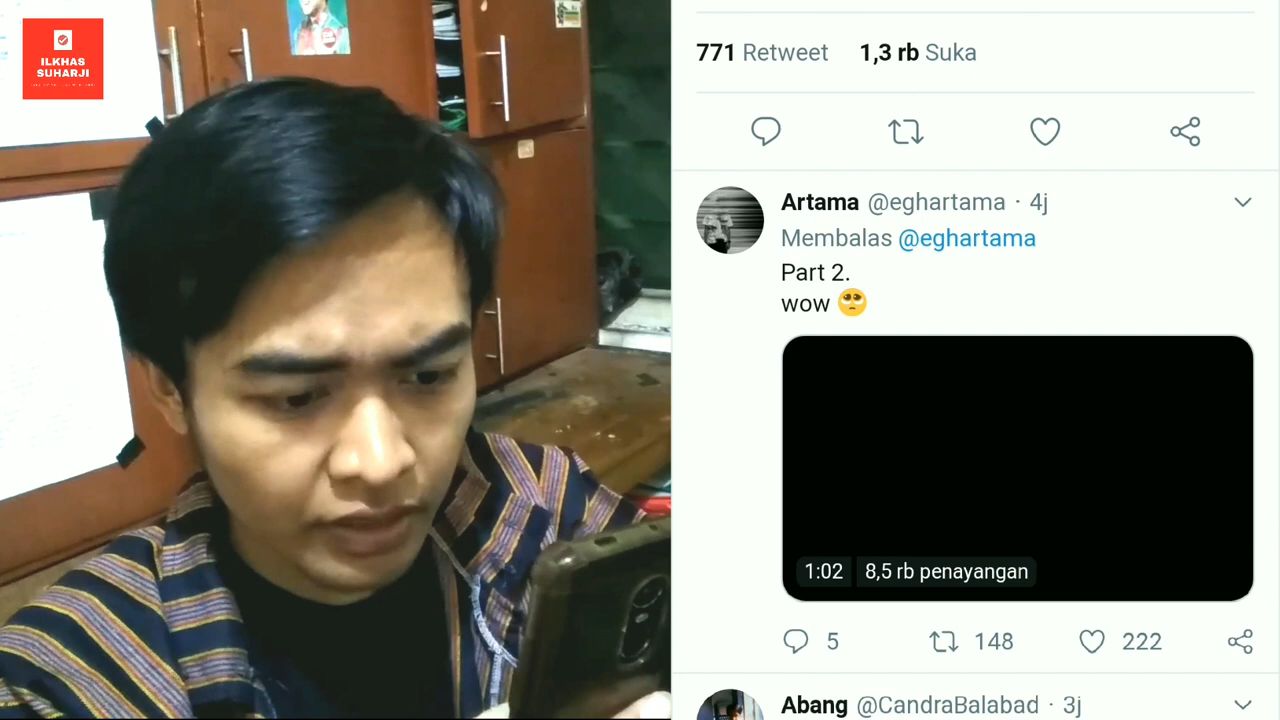 ILKHAS
SUHARJI
771 Retweet 1,3 rb Suka
Artama @eghartama · 4j
Membalas @eghartama
Part 2.
wow 🥺
1:02 8,5 rb penayangan
5 148 222
Abang @CandraBalabad · 3j